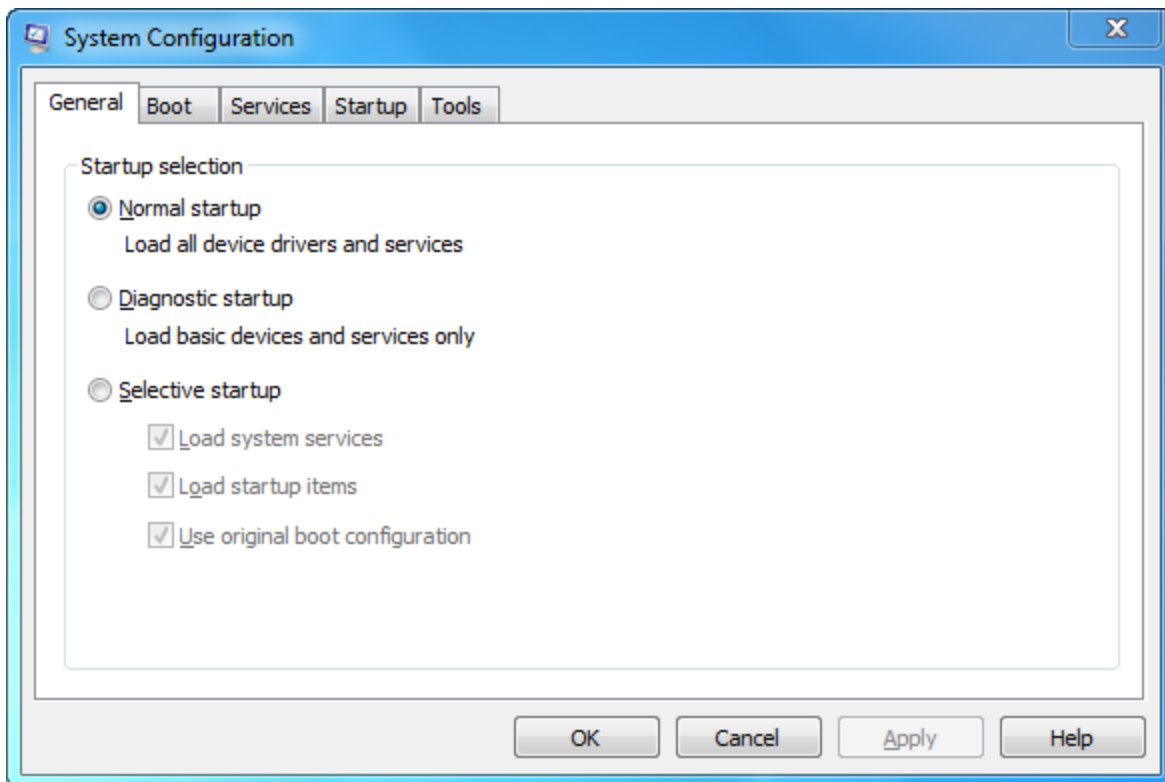 System Configuration
General Boot Services Startup Tools
Startup selection
Normal startup
Load all device drivers and services
Diagnostic startup
Load basic devices and services only
Selective startup
Load system services
Load startup items
Use original boot configuration
OK Cancel Apply Help